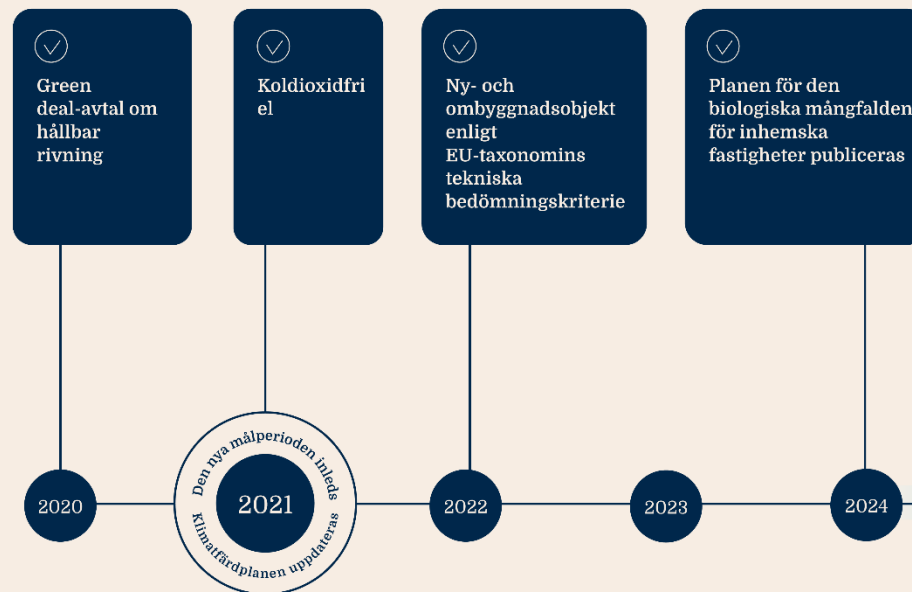 Green
deal-avtal om
hållbar
rivning
Koldioxidfri
el
Ny- och
ombyggnadsobjekt
enligt
EU-taxonomins
tekniska
bedömningskriterie
Planen för den
biologiska mångfalden
för inhemska
fastigheter publiceras
2020
Den nya målperioden inleds
2021
Klimatfärdplanen uppdateras
2022
2023
2024